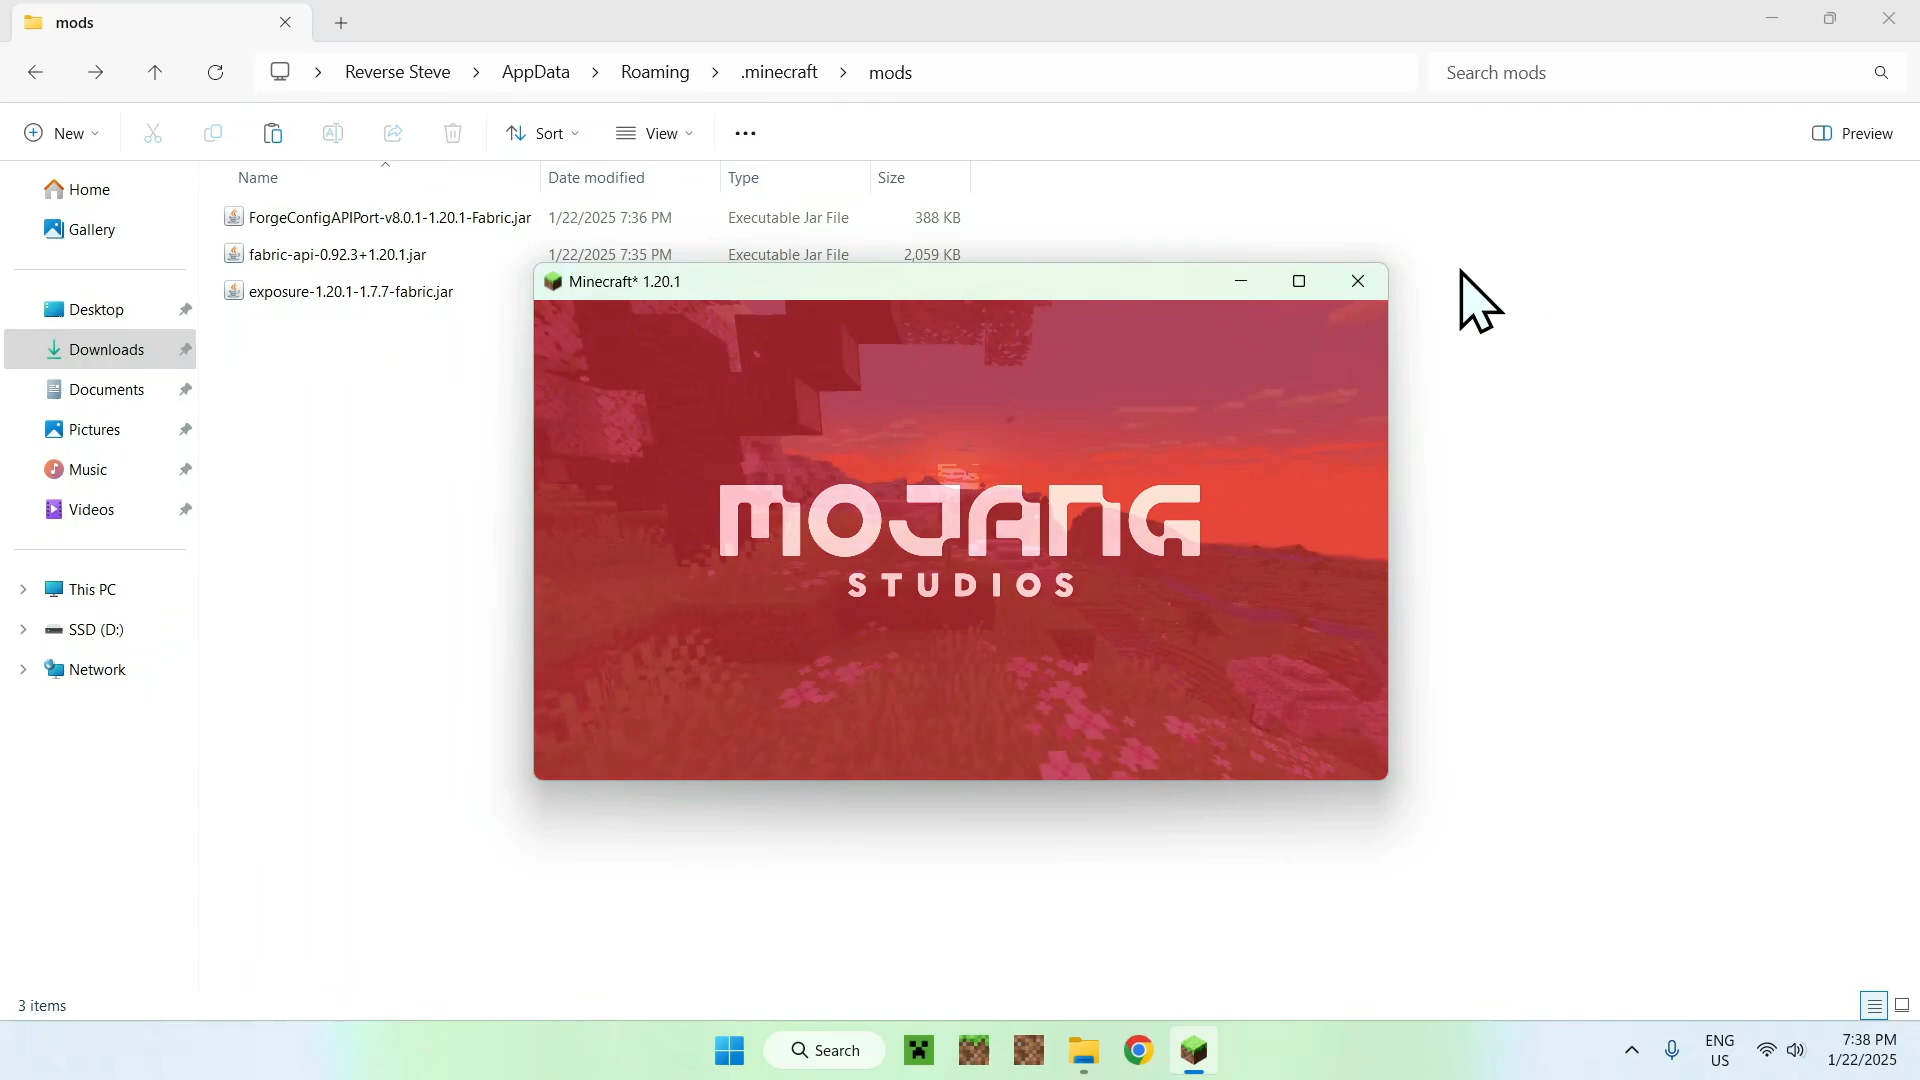 mods
Reverse Steve > AppData > Roaming > .minecraft > mods
Search mods
New
Sort
View
Preview
Name
Date modified
Type
Size
Home
Gallery
Desktop
Downloads
Documents
Pictures
Music
Videos
This PC
SSD (D:)
Network
ForgeConfigAPIPort-v8.0.1-1.20.1-Fabric.jar 1/22/2025 7:36 PM Executable Jar File 388 KB
fabric-api-0.92.3+1.20.1.jar 1/22/2025 7:35 PM Executable Jar File 2,059 KB
exposure-1.20.1-1.7.7-fabric.jar
Minecraft* 1.20.1
MOJANG
STUDIOS
3 items
Search
ENG
US
7:38 PM
1/22/2025